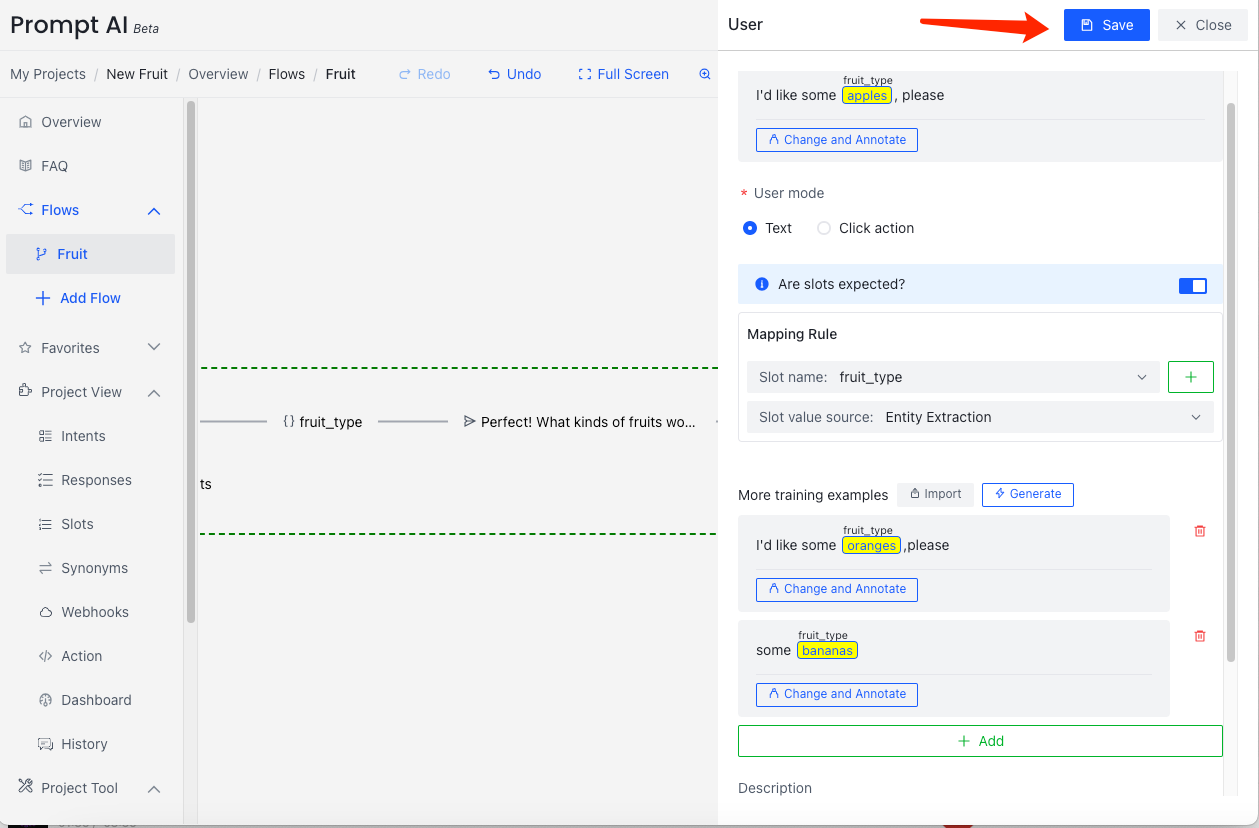 Prompt AI Beta
My Projects / New Fruit / Overview / Flows / Fruit
Redo
Undo
Full Screen
Overview
FAQ
Flows
Fruit
Add Flow
Favorites
Project View
Intents
Responses
Slots
Synonyms
Webhooks
Action
Dashboard
History
Project Tool
{} fruit_type
Perfect! What kinds of fruits wo...
ts
User
Save
Close
fruit_type
I'd like some apples , please
Change and Annotate
* User mode
Text
Click action
Are slots expected?
Mapping Rule
Slot name: fruit_type
+
Slot value source: Entity Extraction
More training examples
Import
Generate
fruit_type
I'd like some oranges ,please
Change and Annotate
fruit_type
some bananas
Change and Annotate
+ Add
Description